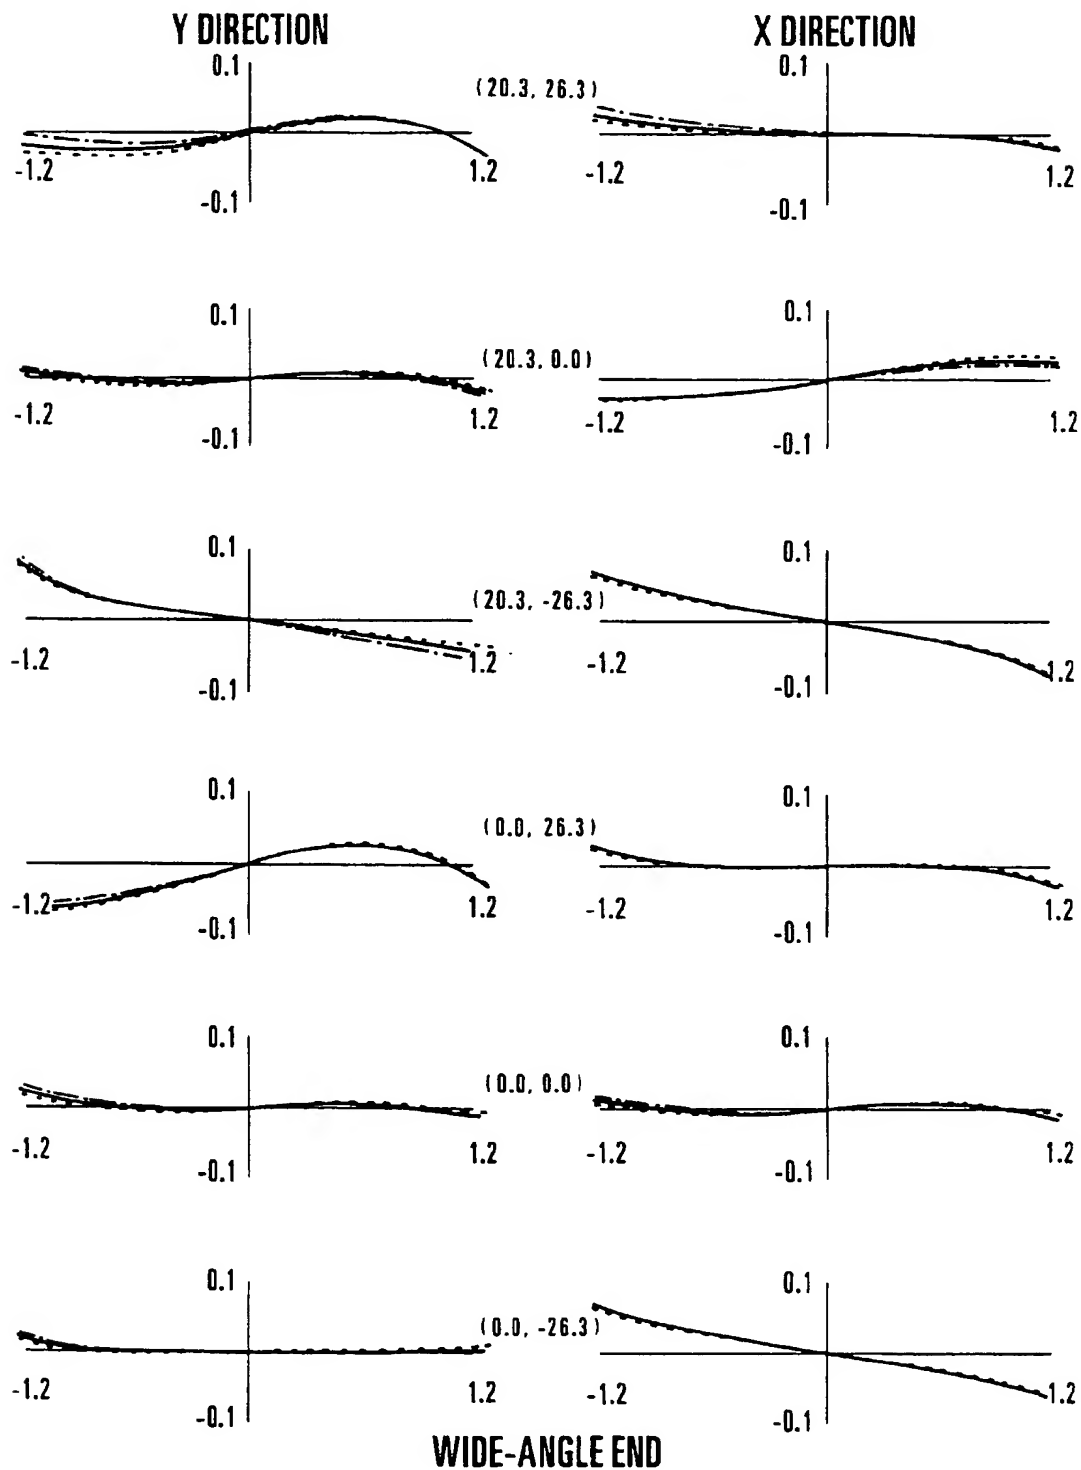 Y DIRECTION X DIRECTION
0.1 (20.3, 26.3) 0.1
-1.2 1.2 -1.2 1.2
-0.1 -0.1
0.1 (20.3, 0.0) 0.1
-1.2 1.2 -1.2 1.2
-0.1 -0.1
0.1 (20.3, -26.3) 0.1
-1.2 1.2 -1.2 1.2
-0.1 -0.1
0.1 (0.0, 26.3) 0.1
-1.2 1.2 -1.2 1.2
-0.1 -0.1
0.1 (0.0, 0.0) 0.1
-1.2 1.2 -1.2 1.2
-0.1 -0.1
0.1 (0.0, -26.3) 0.1
-1.2 1.2 -1.2 1.2
-0.1 -0.1
WIDE-ANGLE END